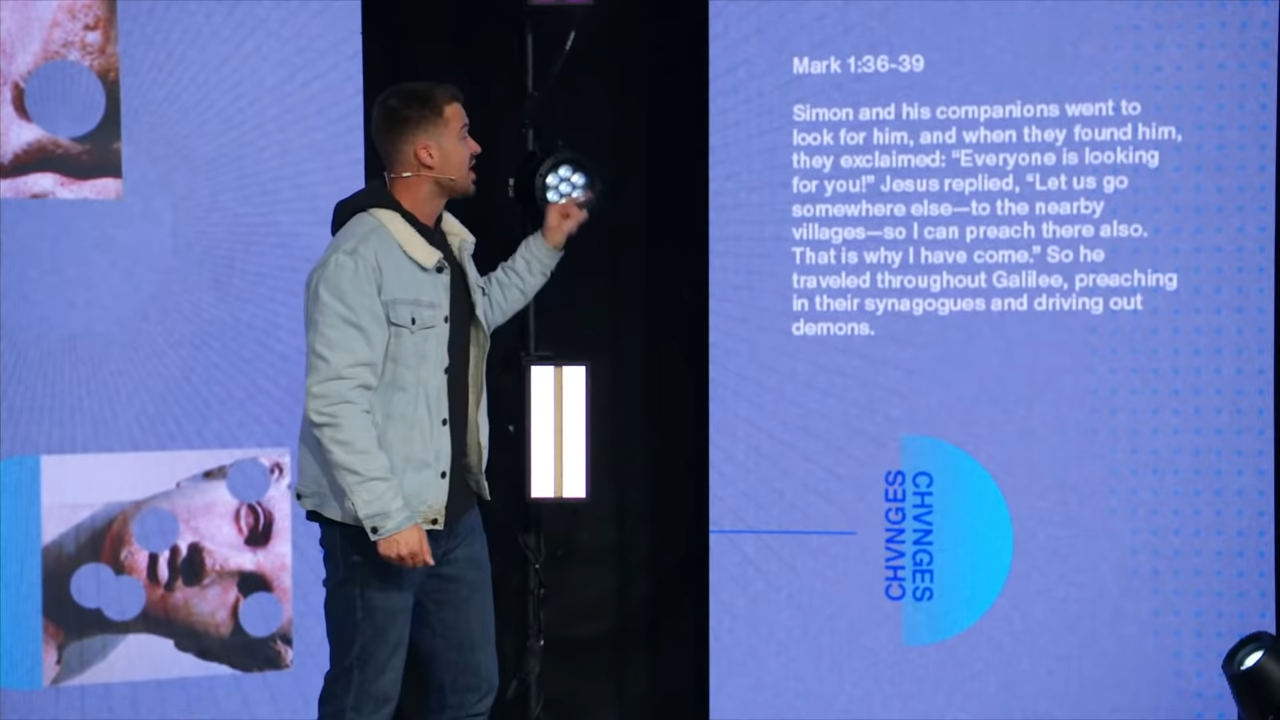 Mark 1:36-39
Simon and his companions went to
look for him, and when they found him,
they exclaimed: “Everyone is looking
for you!” Jesus replied, “Let us go
somewhere else—to the nearby
villages—so I can preach there also.
That is why I have come.” So he
traveled throughout Galilee, preaching
in their synagogues and driving out
demons.
CHVNGES
CHVNGES